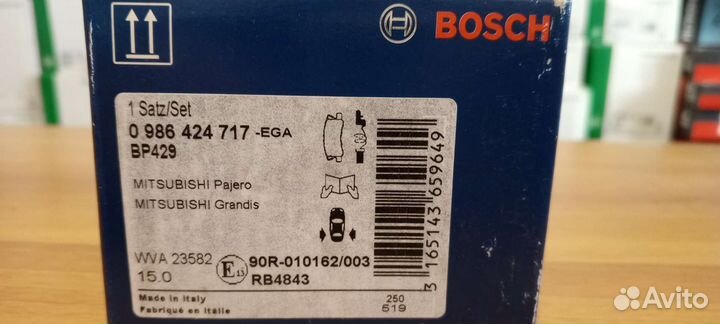 BOSCH
1 Satz/Set
0 986 424 717 -EGA
BP429
MITSUBISHI Pajero
MITSUBISHI Grandis
WVA 23582
15.0
E13
90R-010162/003
RB4843
Made in Italy
Fabriqué en Italie
250
519
3 165143 659649
Avito